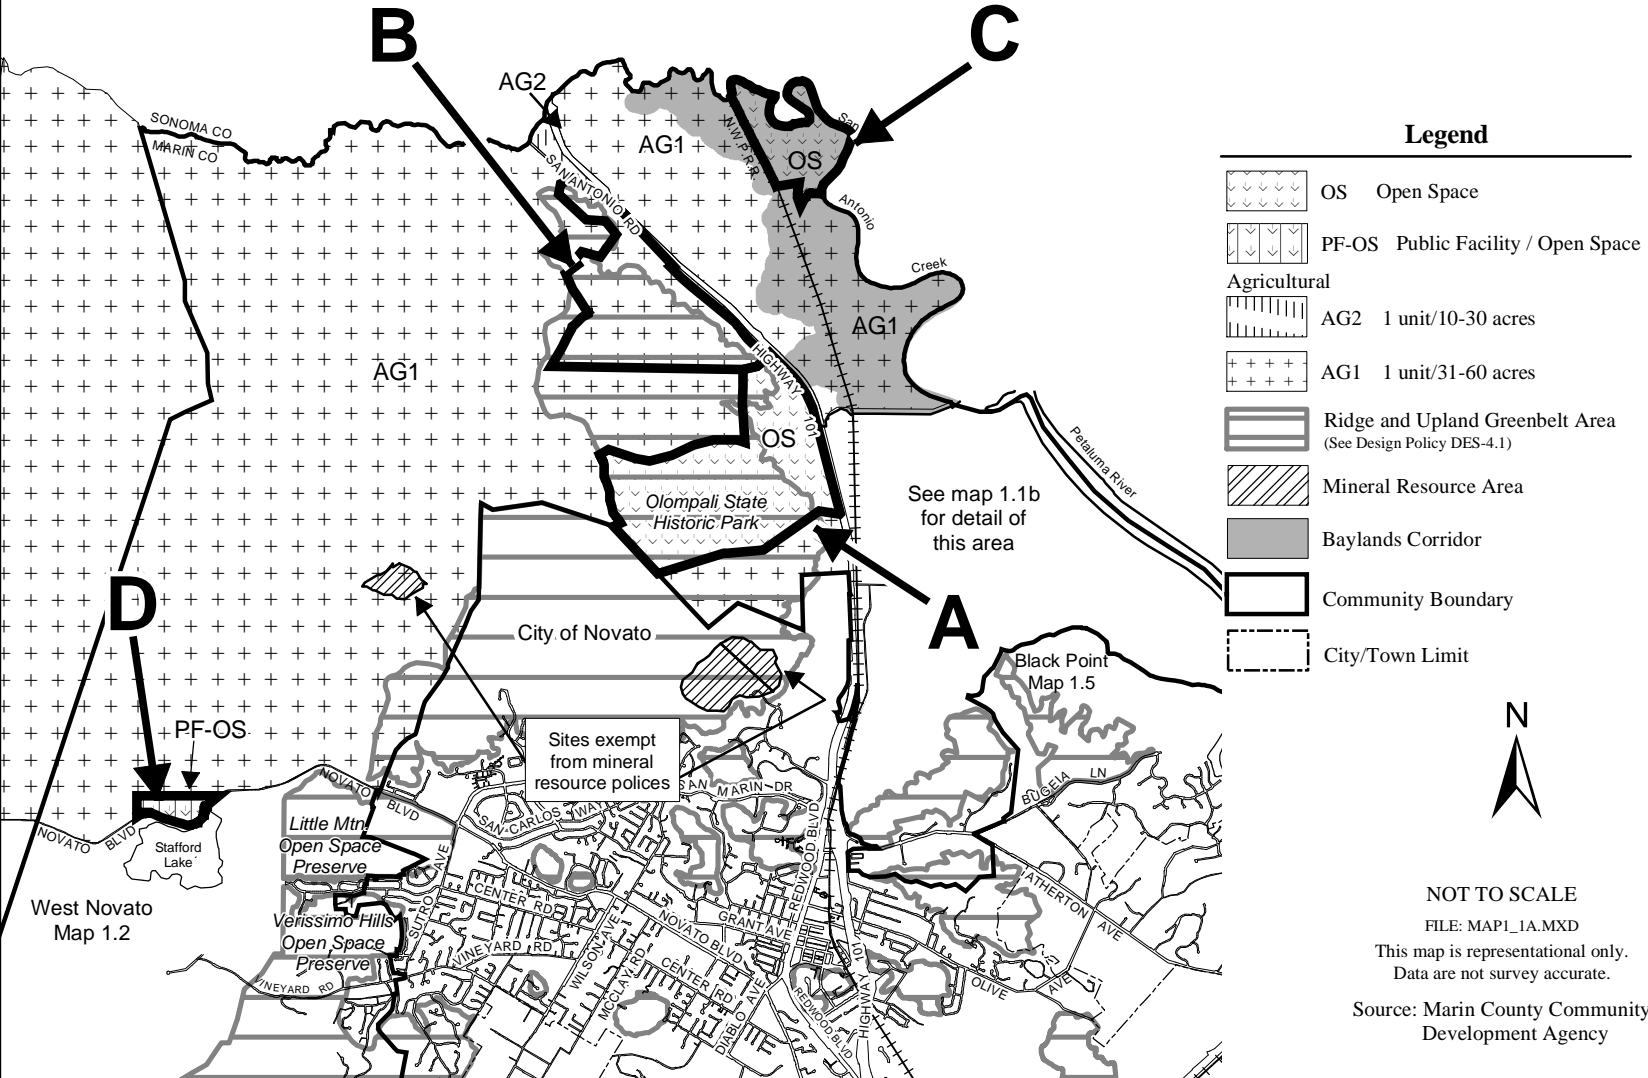 B
C
AG2
SONOMA CO
MARIN CO
AG1
N.W.P.R.R.
OS
San
Antonio
Creek
SAN ANTONIO RD
AG1
AG1
HIGHWAY 101
OS
Olompali State
Historic Park
See map 1.1b
for detail of
this area
Petaluma River
D
A
City of Novato
Black Point
Map 1.5
PF-OS
Sites exempt
from mineral
resource polices
NOVATO BLVD
NOVATO BLVD
SAN MARIN DR
SAN CARLOS WAY
BUGEIA LN
Stafford
Lake
Little Mtn
Open Space
Preserve
West Novato
Map 1.2
Verissimo Hills
Open Space
Preserve
SUTRO AVE
CENTER RD
VINEYARD RD
VINEYARD RD
WILSON AVE
MCCLAY RD
NOVATO BLVD
GRANT AVE
REDWOOD BLVD
CENTER RD
DIABLO AVE
REDWOOD BLVD
HIGHWAY 101
ATHERTON AVE
OLIVE AVE
Legend
OS Open Space
PF-OS Public Facility / Open Space
Agricultural
AG2 1 unit/10-30 acres
AG1 1 unit/31-60 acres
Ridge and Upland Greenbelt Area
(See Design Policy DES-4.1)
Mineral Resource Area
Baylands Corridor
Community Boundary
City/Town Limit
N
NOT TO SCALE
FILE: MAP1_1A.MXD
This map is representational only.
Data are not survey accurate.
Source: Marin County Community
Development Agency